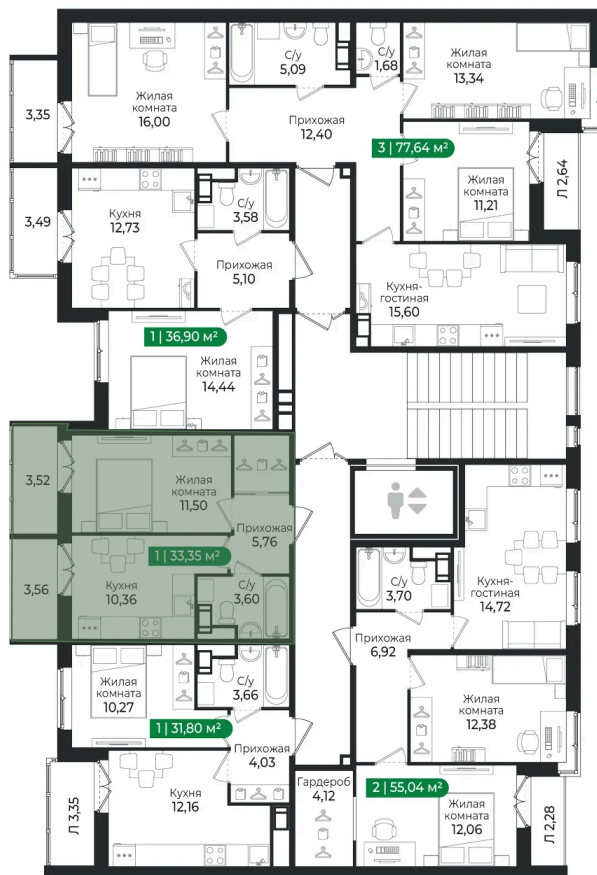 С/у
5,09
С/у
1,68
Жилая
комната
13,34
Жилая
комната
16,00
3,35
Прихожая
12,40
3 | 77,64 м²
Жилая
комната
11,21
Л 2,64
Кухня
12,73
С/у
3,58
3,49
Прихожая
5,10
Кухня-
гостиная
15,60
1 | 36,90 м²
Жилая
комната
14,44
3,52
Жилая
комната
11,50
Прихожая
5,76
1 | 33,35 м²
3,56
Кухня
10,36
С/у
3,60
С/у
3,70
Кухня-
гостиная
14,72
Прихожая
6,92
Жилая
комната
10,27
С/у
3,66
Жилая
комната
12,38
1 | 31,80 м²
Прихожая
4,03
Гардероб
4,12
2 | 55,04 м²
Л 3,35
Кухня
12,16
Жилая
комната
12,06
Л 2,28